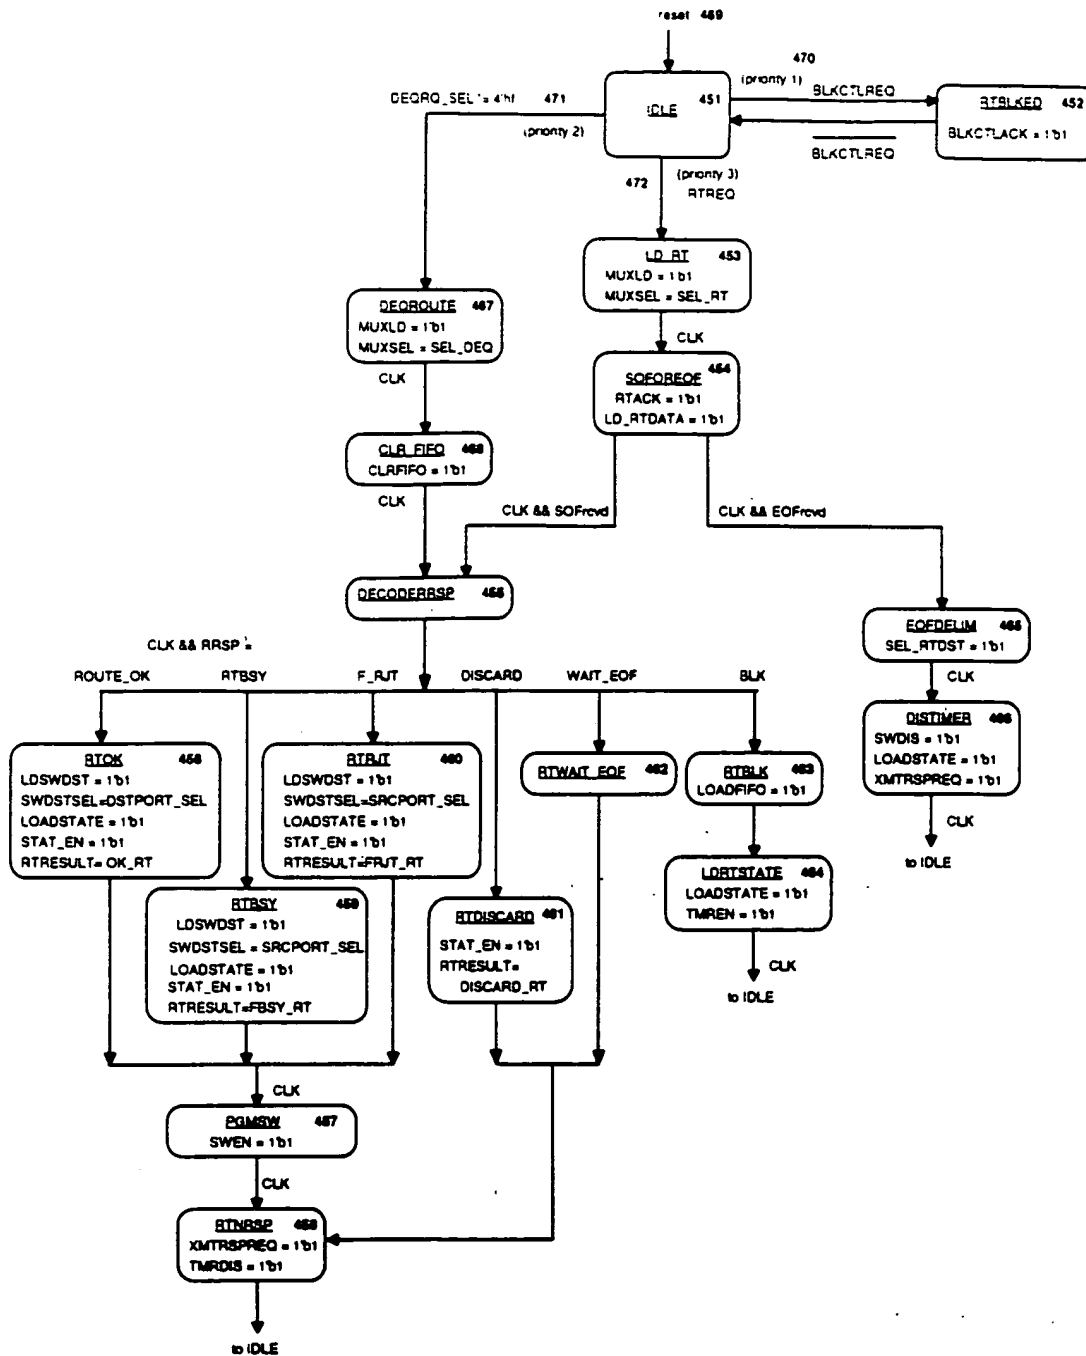 reset 469
470
(priority 1)
BLKCTLREQ
DEQRQ_SEL != 4'hf 471
(priority 2)
IDLE 451
RTBLKED 452
BLKCTLACK = 1'b1
BLKCTLREQ
472
(priority 3)
RTREQ
LD_RT 453
MUXLD = 1'b1
MUXSEL = SEL_RT
DEQROUTE 467
MUXLD = 1'b1
MUXSEL = SEL_DEQ
CLK
CLK
SOFOREOF 454
RTACK = 1'b1
LD_RTDATA = 1'b1
CLR_FIFO 468
CLRFIFO = 1'b1
CLK
CLK && SOFrcvd
CLK && EOFrcvd
DECODERRSP 455
EOFDELIM 465
SEL_RTDST = 1'b1
CLK
CLK && RRSP =
ROUTE_OK RTBSY F_RJT DISCARD WAIT_EOF BLK
DISTIMER 466
SWDIS = 1'b1
LOADSTATE = 1'b1
XMTRSPREQ = 1'b1
CLK
to IDLE
RTOK 456
LDSWDST = 1'b1
SWDSTSEL=DSTPORT_SEL
LOADSTATE = 1'b1
STAT_EN = 1'b1
RTRESULT= OK_RT
RTRJT 460
LDSWDST = 1'b1
SWDSTSEL=SRCPORT_SEL
LOADSTATE = 1'b1
STAT_EN = 1'b1
RTRESULT=FRJT_RT
RTWAIT_EOF 462
RTBLK 463
LOADFIFO = 1'b1
LDRTSTATE 464
LOADSTATE = 1'b1
TMREN = 1'b1
CLK
to IDLE
RTBSY 459
LDSWDST = 1'b1
SWDSTSEL = SRCPORT_SEL
LOADSTATE = 1'b1
STAT_EN = 1'b1
RTRESULT=FBSY_RT
RTDISCARD 461
STAT_EN = 1'b1
RTRESULT=
DISCARD_RT
CLK
PGMSW 457
SWEN = 1'b1
CLK
RTNRSP 458
XMTRSPREQ = 1'b1
TMRDIS = 1'b1
to IDLE